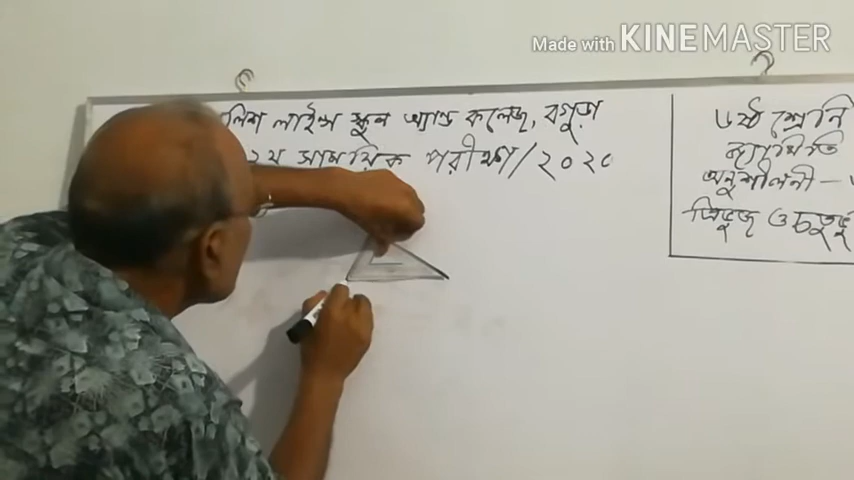 Made with KINEMASTER
লিশ লাইন্স স্কুল অ্যান্ড কলেজ, বগুড়া
২য় সাময়িক পরীক্ষা/২০২০
৬ষ্ঠ শ্রেনি
জ্যামিতি
অনুশীলনী-
ত্রিভুজ ও চতুর্ভু